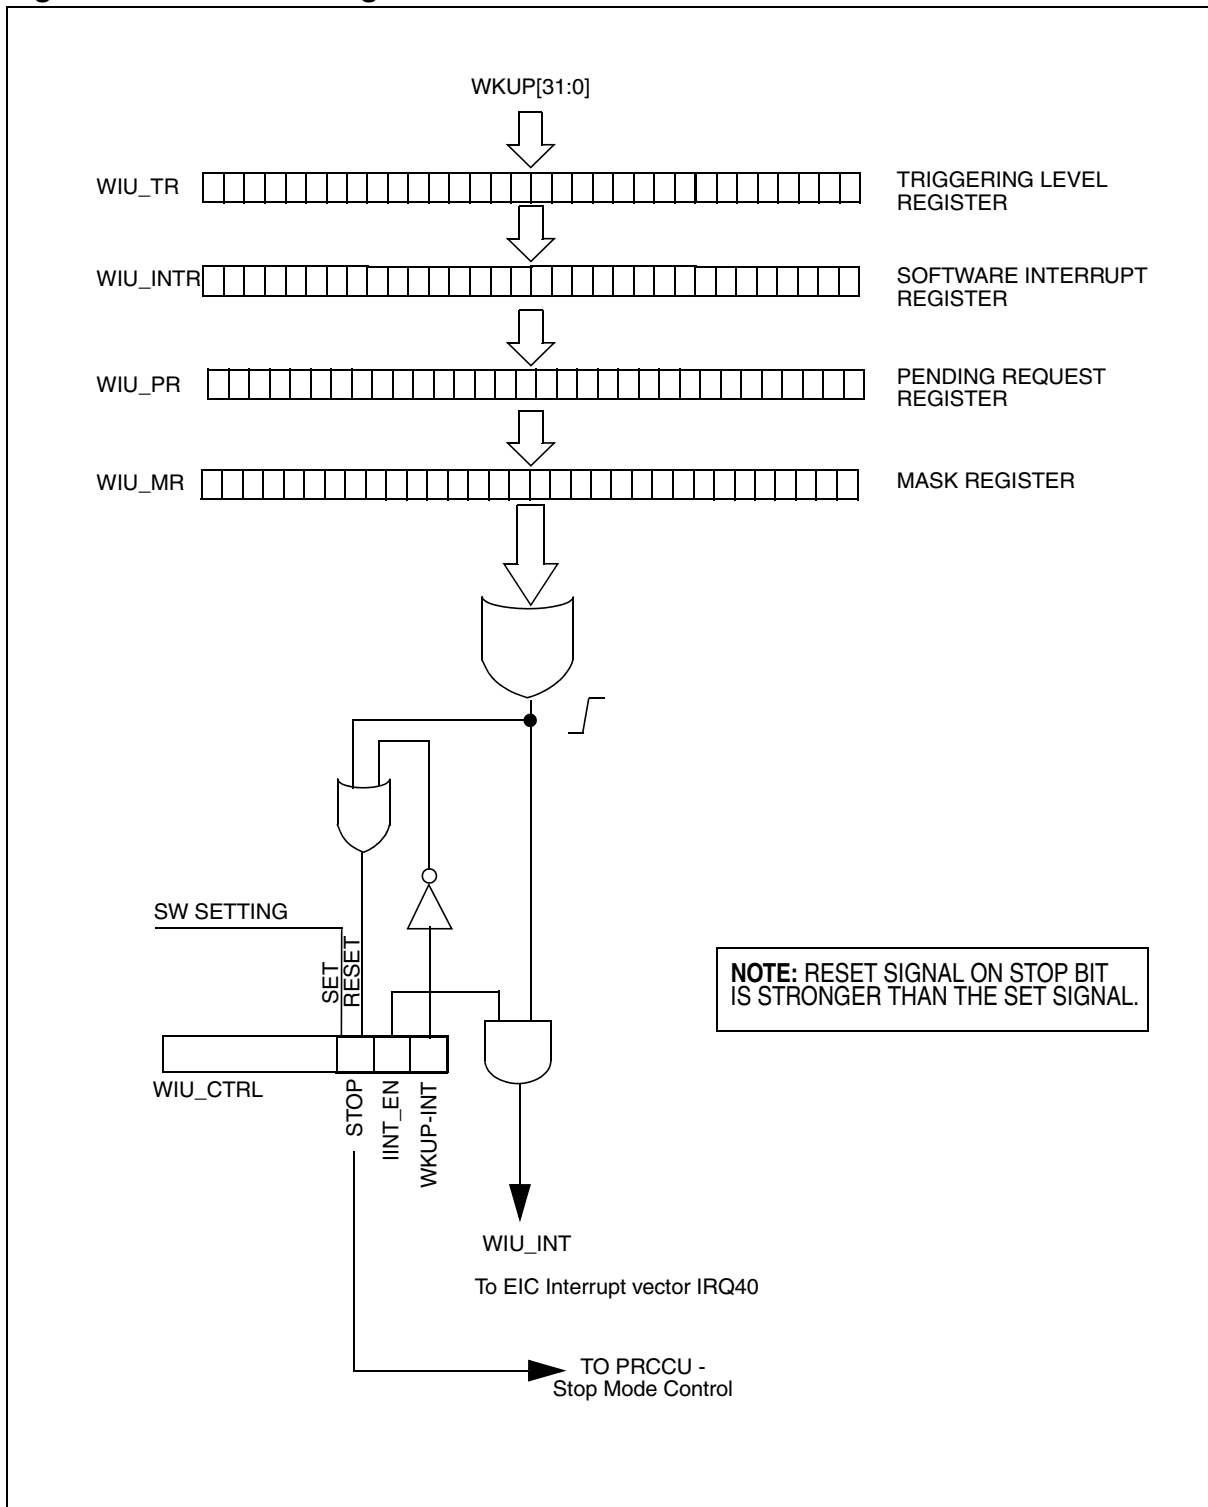 WKUP[31:0]
WIU_TR
TRIGGERING LEVEL
REGISTER
WIU_INTR
SOFTWARE INTERRUPT
REGISTER
WIU_PR
PENDING REQUEST
REGISTER
WIU_MR
MASK REGISTER
SW SETTING
SET
RESET
NOTE: RESET SIGNAL ON STOP BIT
IS STRONGER THAN THE SET SIGNAL.
WIU_CTRL
STOP
IINT_EN
WKUP-INT
WIU_INT
To EIC Interrupt vector IRQ40
TO PRCCU -
Stop Mode Control